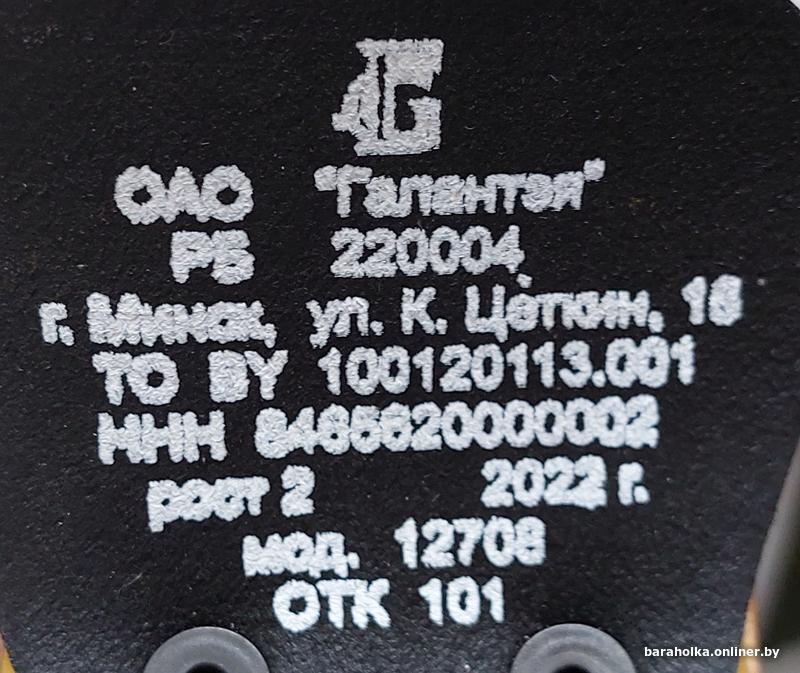 G
ОАО "Галантэя"
РБ 220004,
г. Минск, ул. К. Цеткин, 18
ТО BY 100120113.001
ННН 8465620000002
рост 2 2022 г.
мод. 12708
ОТК 101
baraholka.onliner.by